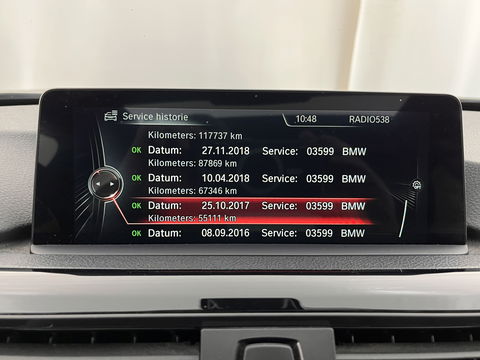 Service historie 10:48 RADIO538
Kilometers: 117737 km
OK Datum: 27.11.2018 Service: 03599 BMW
Kilometers: 87869 km
OK Datum: 10.04.2018 Service: 03599 BMW
Kilometers: 67346 km
OK Datum: 25.10.2017 Service: 03599 BMW
Kilometers: 55111 km
OK Datum: 08.09.2016 Service: 03599 BMW